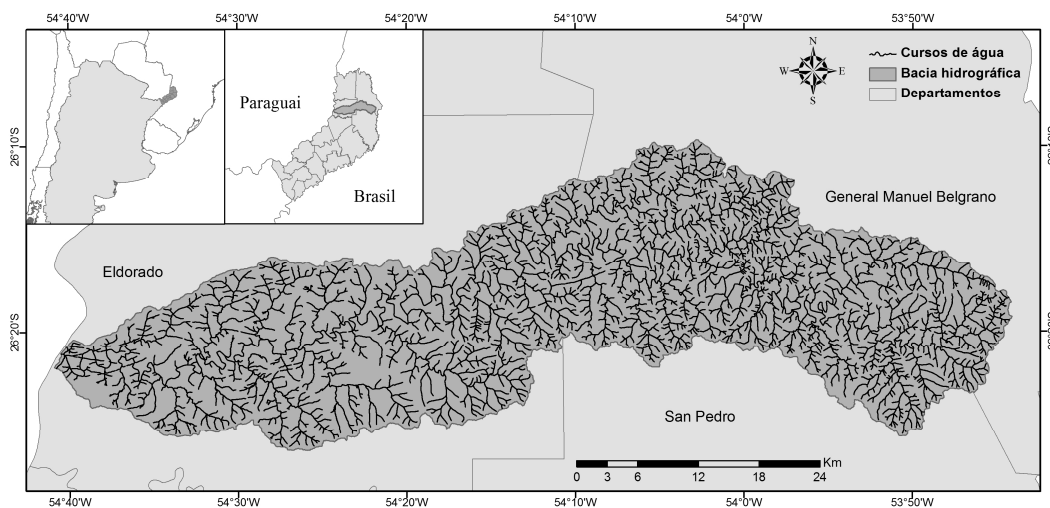 54°40'W 54°30'W 54°20'W 54°10'W 54°0'W 53°50'W
N
W E
S
Cursos de água
Bacia hidrográfica
Departamentos
Paraguai
Brasil
26°10'S
General Manuel Belgrano
Eldorado
26°20'S
San Pedro
Km
0 3 6 12 18 24
54°40'W 54°30'W 54°20'W 54°10'W 54°0'W 53°50'W